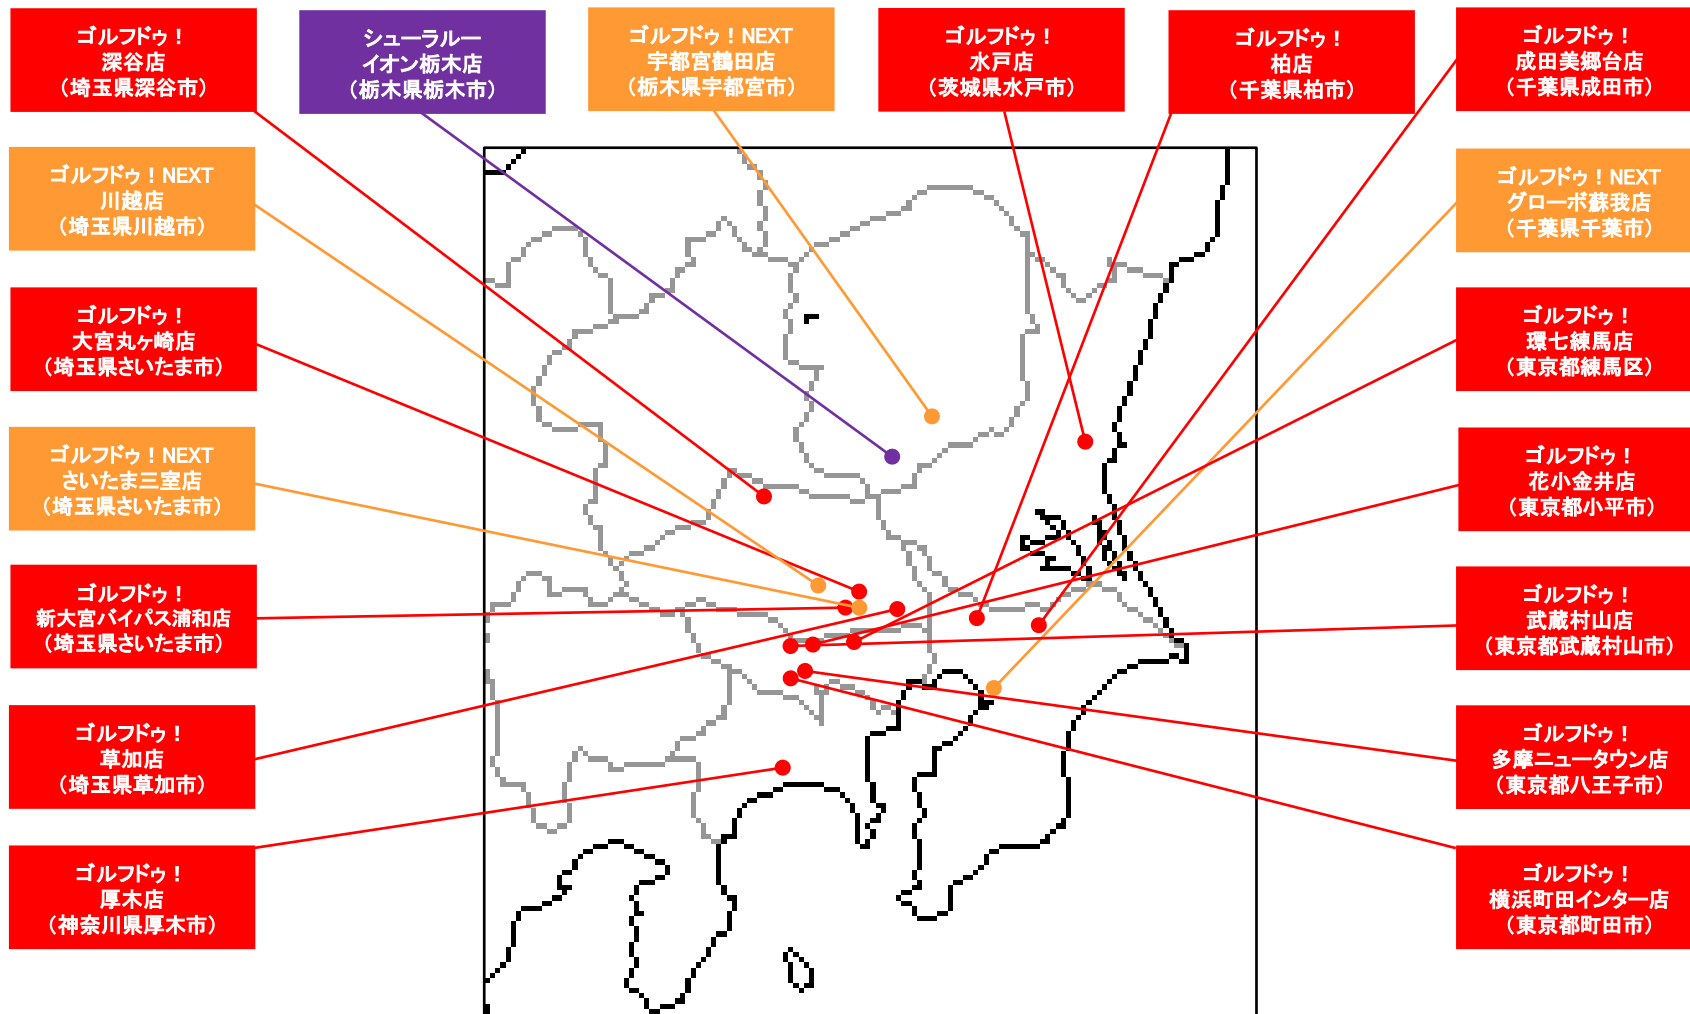 ゴルフドゥ！
深谷店
（埼玉県深谷市）
シューラルー
イオン栃木店
（栃木県栃木市）
ゴルフドゥ！NEXT
宇都宮鶴田店
（栃木県宇都宮市）
ゴルフドゥ！
水戸店
（茨城県水戸市）
ゴルフドゥ！
柏店
（千葉県柏市）
ゴルフドゥ！
成田美郷台店
（千葉県成田市）
ゴルフドゥ！NEXT
川越店
（埼玉県川越市）
ゴルフドゥ！NEXT
グローボ蘇我店
（千葉県千葉市）
ゴルフドゥ！
大宮丸ヶ崎店
（埼玉県さいたま市）
ゴルフドゥ！
環七練馬店
（東京都練馬区）
ゴルフドゥ！NEXT
さいたま三室店
（埼玉県さいたま市）
ゴルフドゥ！
花小金井店
（東京都小平市）
ゴルフドゥ！
新大宮バイパス浦和店
（埼玉県さいたま市）
ゴルフドゥ！
武蔵村山店
（東京都武蔵村山市）
ゴルフドゥ！
草加店
（埼玉県草加市）
ゴルフドゥ！
多摩ニュータウン店
（東京都八王子市）
ゴルフドゥ！
厚木店
（神奈川県厚木市）
ゴルフドゥ！
横浜町田インター店
（東京都町田市）